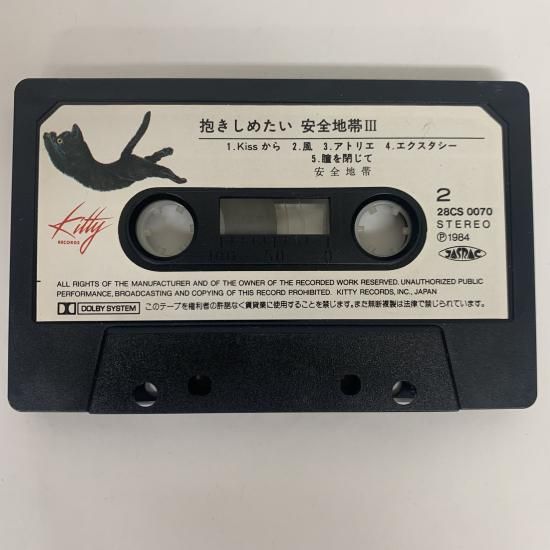 抱きしめたい 安全地帯III
1.Kissから 2.風 3.アトリエ 4.エクスタシー
5.瞳を閉じて
安全地帯
Kitty
RECORDS
2
28CS 0070
STEREO
Ⓟ1984
JASRAC
100 50 0
ALL RIGHTS OF THE MANUFACTURER AND OF THE OWNER OF THE RECORDED WORK RESERVED. UNAUTHORIZED PUBLIC
PERFORMANCE, BROADCASTING AND COPYING OF THIS RECORD PROHIBITED. KITTY RECORDS, INC., JAPAN
DOLBY SYSTEM
このテープを権利者の許諾なく賃貸業に使用することを禁じます。また無断複製は法律で禁じられています。